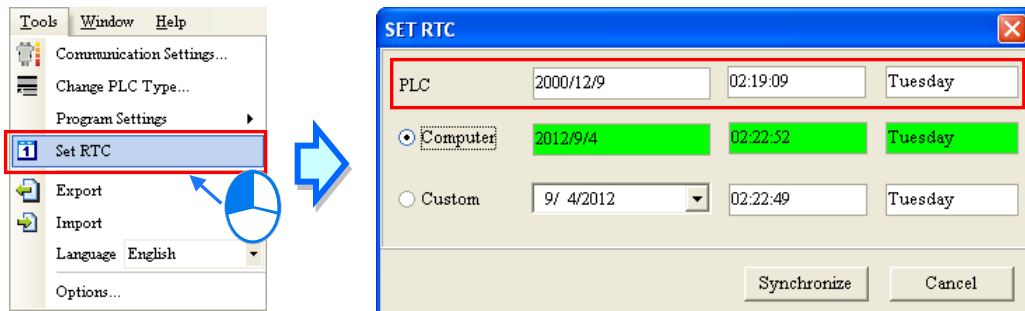 Tools Window Help
Communication Settings...
Change PLC Type...
Program Settings
1 Set RTC
Export
Import
Language English
Options...
SET RTC
PLC 2000/12/9 02:19:09 Tuesday
Computer 2012/9/4 02:22:52 Tuesday
Custom 9/ 4/2012 02:22:49 Tuesday
Synchronize Cancel